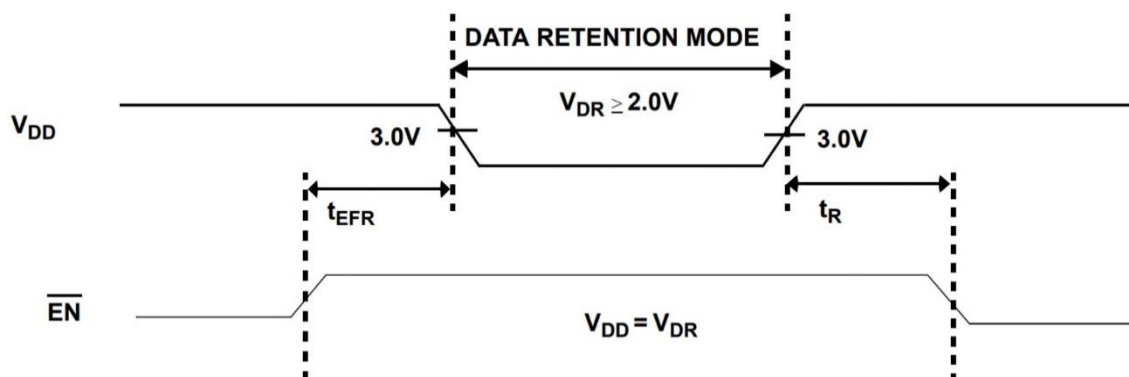 DATA RETENTION MODE
VDR ≥ 2.0V
VDD
3.0V
3.0V
tEFR
tR
EN
VDD = VDR